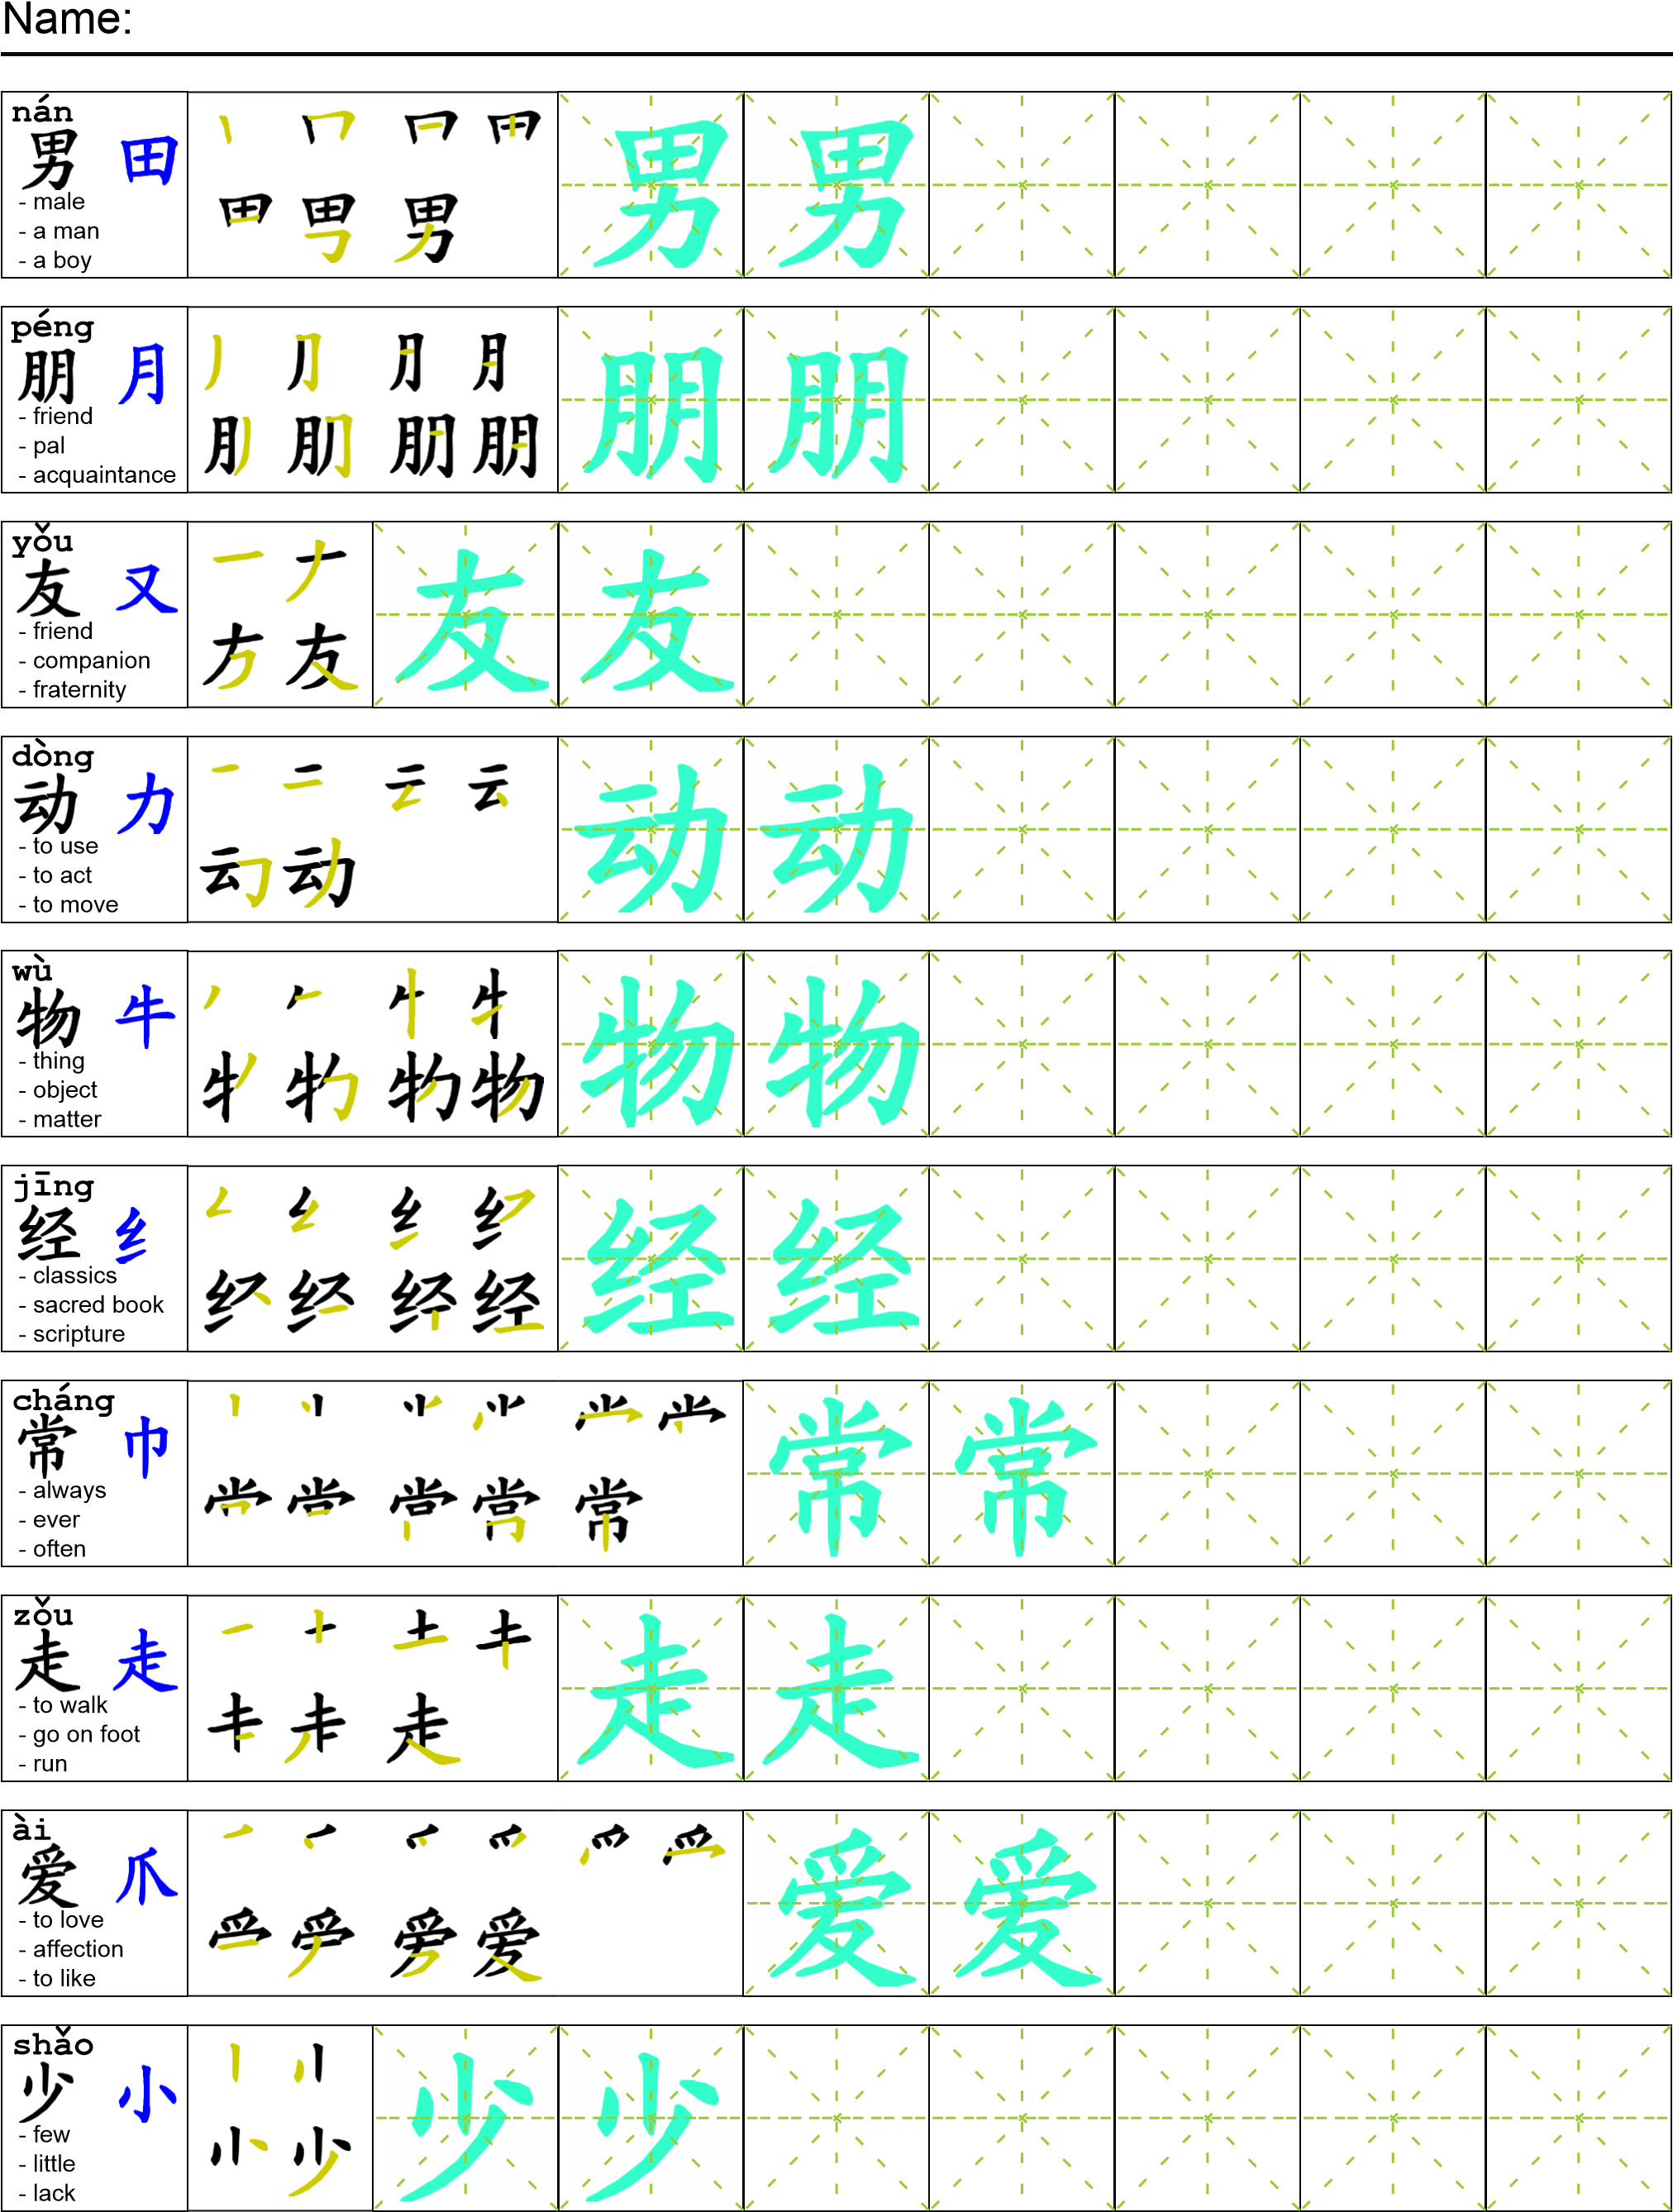 Name:
nán
男 田
- male
- a man
- a boy
男 男
péng
朋 月
- friend
- pal
- acquaintance
朋 朋
yǒu
友 又
- friend
- companion
- fraternity
友 友
dòng
动 力
- to use
- to act
- to move
动 动
wù
物 牛
- thing
- object
- matter
物 物
jīng
经 纟
- classics
- sacred book
- scripture
经 经
cháng
常 巾
- always
- ever
- often
常 常
zǒu
走 走
- to walk
- go on foot
- run
走 走
ài
爱 爪
- to love
- affection
- to like
爱 爱
shǎo
少 小
- few
- little
- lack
少 少